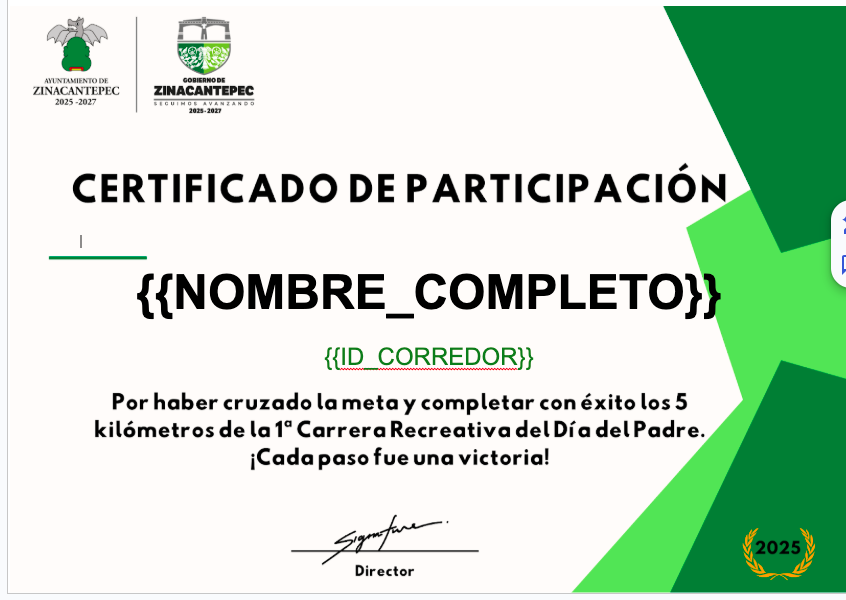 AYUNTAMIENTO DE
ZINACANTEPEC
2025 -2027
GOBIERNO DE
ZINACANTEPEC
SEGUIMOS AVANZANDO
2025-2027
CERTIFICADO DE PARTICIPACIÓN
{{NOMBRE_COMPLETO}}
{{ID_CORREDOR}}
Por haber cruzado la meta y completar con éxito los 5
kilómetros de la 1ª Carrera Recreativa del Día del Padre.
¡Cada paso fue una victoria!
Signature
Director
2025